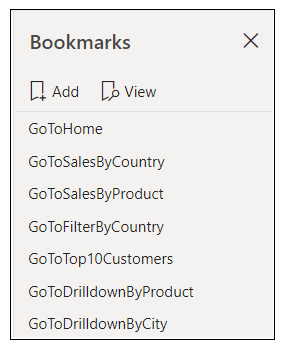 Bookmarks
Add View
GoToHome
GoToSalesByCountry
GoToSalesByProduct
GoToFilterByCountry
GoToTop10Customers
GoToDrilldownByProduct
GoToDrilldownByCity